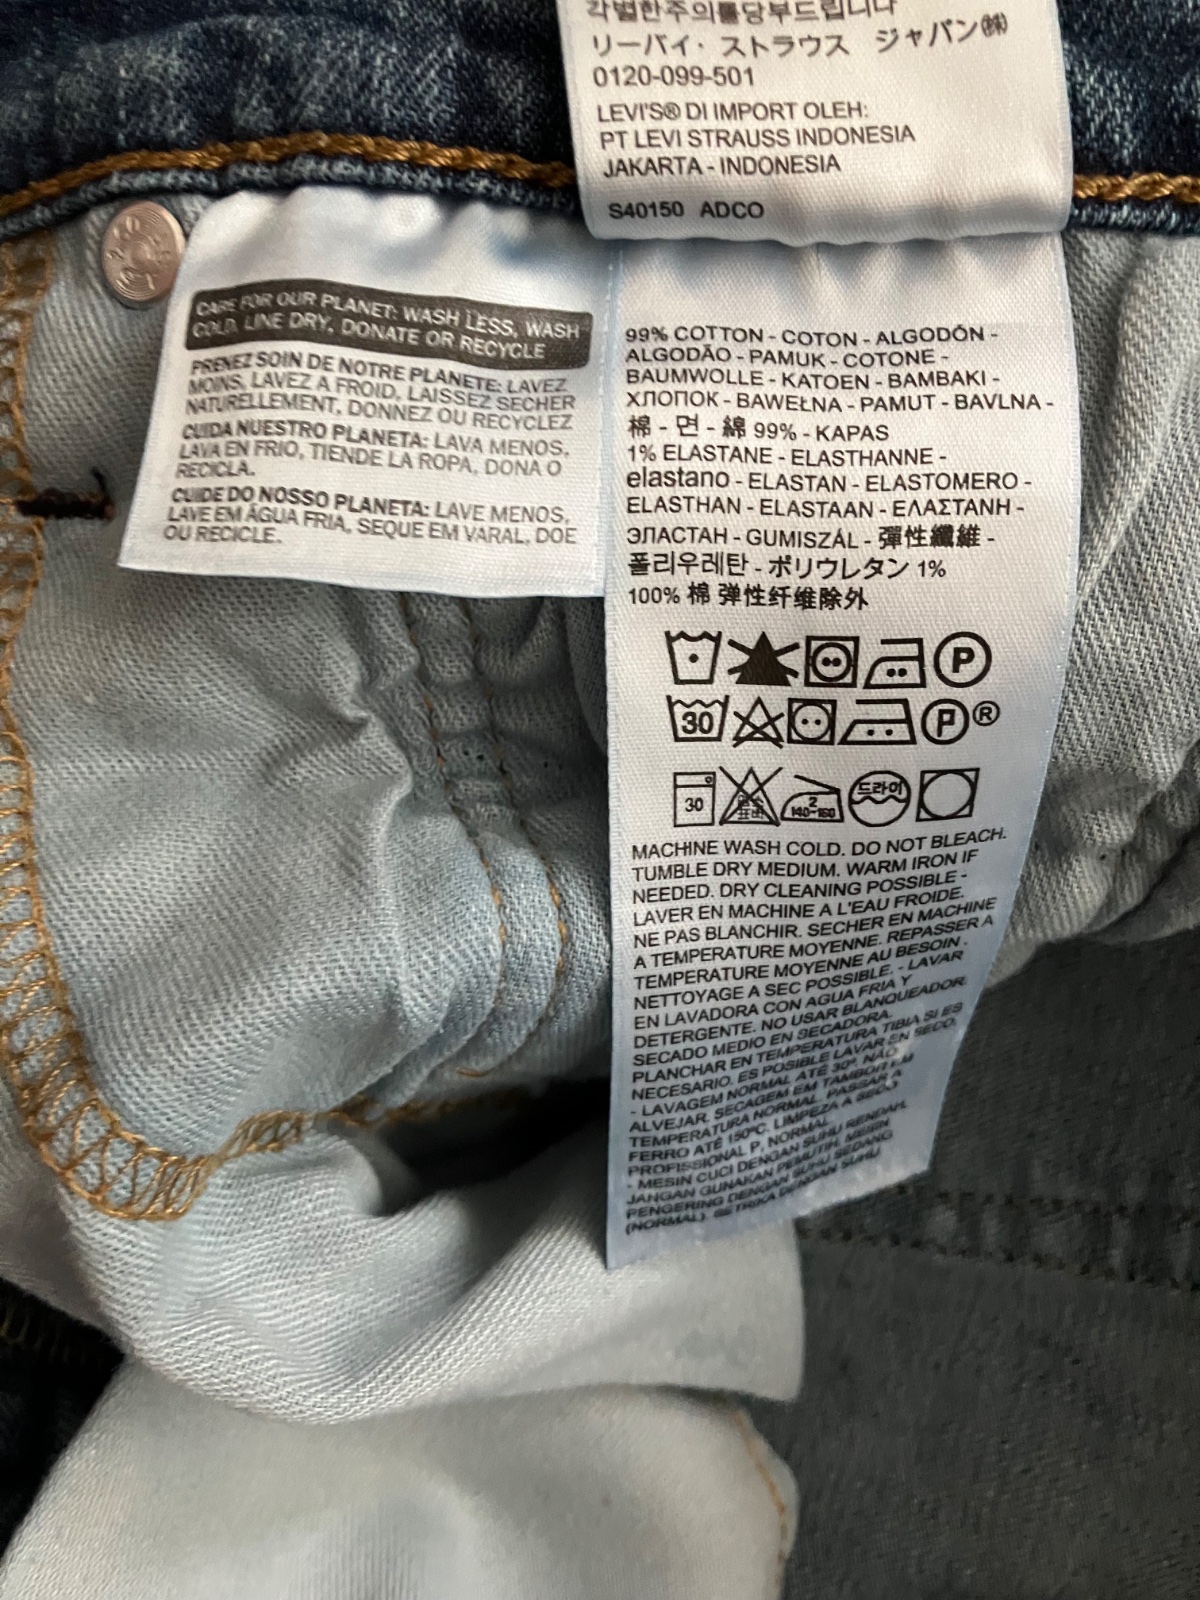 각별한주의를당부드립니다
リーバイ・ストラウス ジャパン㈱
0120-099-501
LEVI'S® DI IMPORT OLEH:
PT LEVI STRAUSS INDONESIA
JAKARTA - INDONESIA
S40150 ADCO
CARE FOR OUR PLANET: WASH LESS, WASH
COLD, LINE DRY, DONATE OR RECYCLE
PRENEZ SOIN DE NOTRE PLANETE: LAVEZ
MOINS, LAVEZ A FROID, LAISSEZ SECHER
NATURELLEMENT, DONNEZ OU RECYCLEZ
CUIDA NUESTRO PLANETA: LAVA MENOS,
LAVA EN FRIO, TIENDE LA ROPA, DONA O
RECICLA.
CUIDE DO NOSSO PLANETA: LAVE MENOS,
LAVE EM ÁGUA FRIA, SEQUE EM VARAL, DOE
OU RECICLE.
99% COTTON - COTON - ALGODÓN -
ALGODÃO - PAMUK - COTONE -
BAUMWOLLE - KATOEN - BAMBAKI -
ХЛОПОК - BAWEŁNA - PAMUT - BAVLNA -
棉 - 면 - 綿 99% - KAPAS
1% ELASTANE - ELASTHANNE -
elastano - ELASTAN - ELASTOMERO -
ELASTHAN - ELASTAAN - ΕΛΑΣΤΑΝΗ -
ЭЛАСТАН - GUMISZÁL - 彈性纖維 -
폴리우레탄 - ポリウレタン 1%
100% 棉 弹性纤维除外
P
30 P ®
30 2 140~160 드라이
MACHINE WASH COLD. DO NOT BLEACH.
TUMBLE DRY MEDIUM. WARM IRON IF
NEEDED. DRY CLEANING POSSIBLE -
LAVER EN MACHINE A L'EAU FROIDE.
NE PAS BLANCHIR. SECHER EN MACHINE
A TEMPERATURE MOYENNE. REPASSER A
TEMPERATURE MOYENNE AU BESOIN.
NETTOYAGE A SEC POSSIBLE. - LAVAR
EN LAVADORA CON AGUA FRIA Y
DETERGENTE. NO USAR BLANQUEADOR.
SECADO MEDIO EN SECADORA.
PLANCHAR EN TEMPERATURA TIBIA SI ES
NECESARIO. ES POSIBLE LAVAR EN SECO.
- LAVAGEM NORMAL ATÉ 30º. NÃO
ALVEJAR. SECAGEM EM TAMBOR EM
TEMPERATURA NORMAL. PASSAR A
FERRO ATÉ 150ºC. LIMPEZA A SECO
PROFISSIONAL P, NORMAL
- MESIN CUCI DENGAN SUHU RENDAH.
JANGAN GUNAKAN PEMUTIH. MESIN
PENGERING DENGAN SUHU SEDANG
(NORMAL). SETRIKA DENGAN SUHU